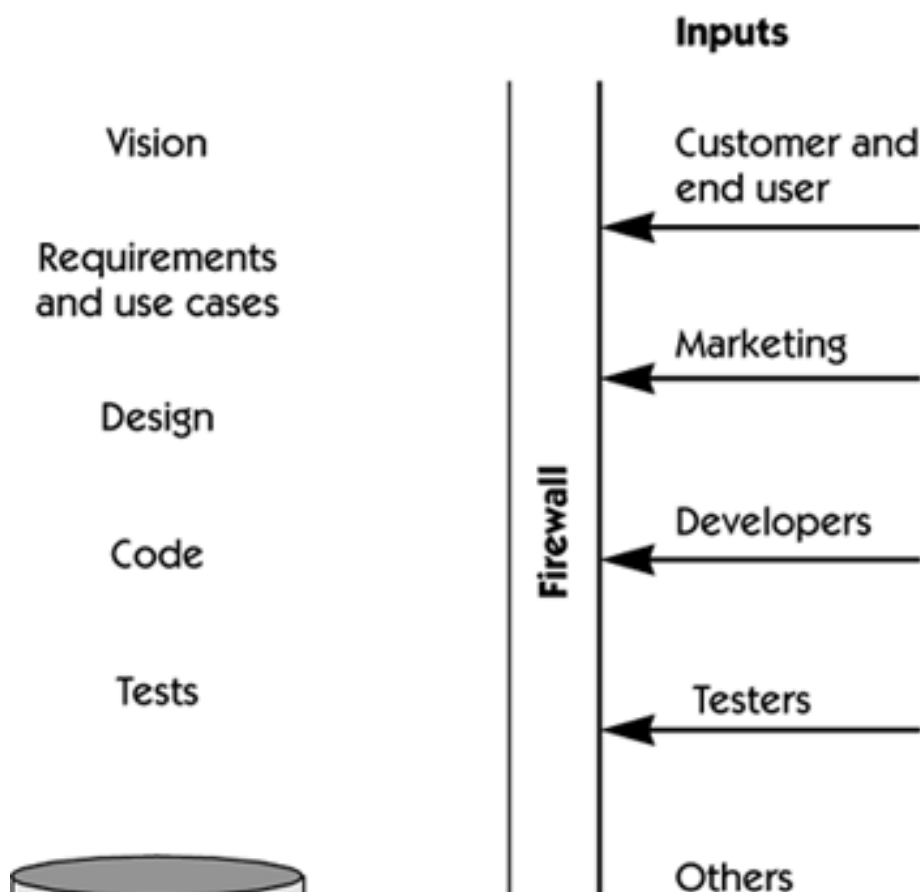 Inputs
Vision
Customer and
end user
Requirements
and use cases
Marketing
Design
Firewall
Developers
Code
Tests
Testers
Others